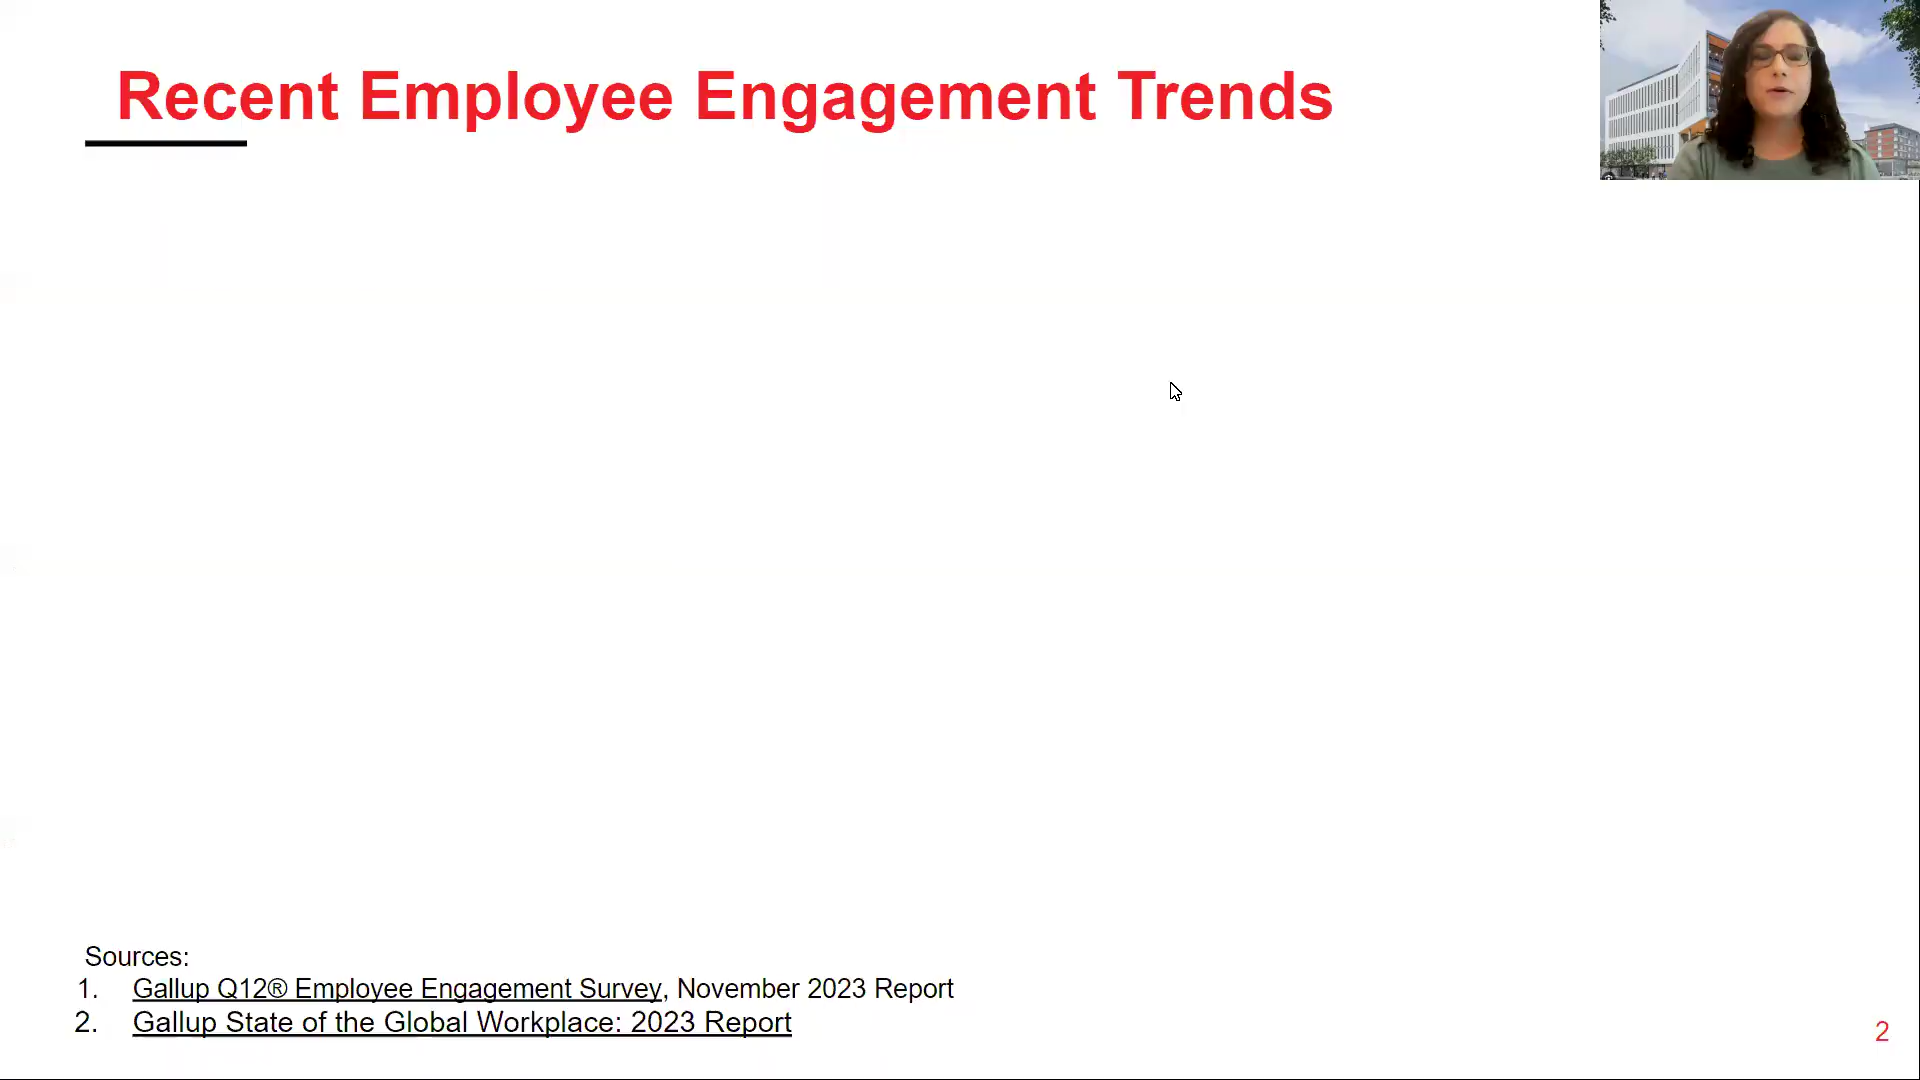 Recent Employee Engagement Trends
Sources:
1. Gallup Q12® Employee Engagement Survey, November 2023 Report
2. Gallup State of the Global Workplace: 2023 Report
2